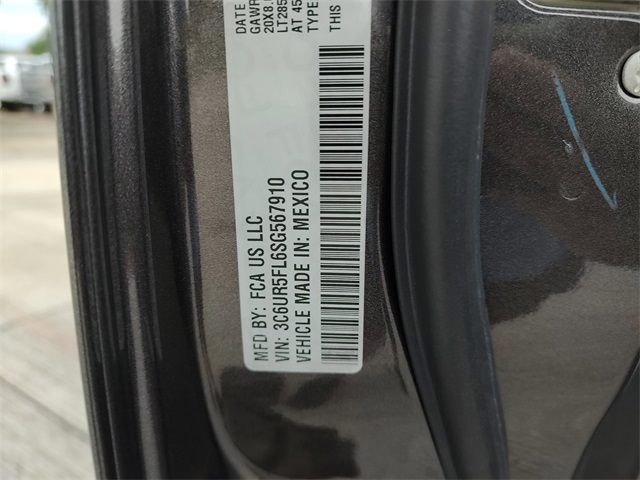 DATE
GAWR
20X8.
LT285
AT 45
TYPE
THIS
MFD BY: FCA US LLC
VIN: 3C6UR5FL6SG567910
VEHICLE MADE IN: MEXICO